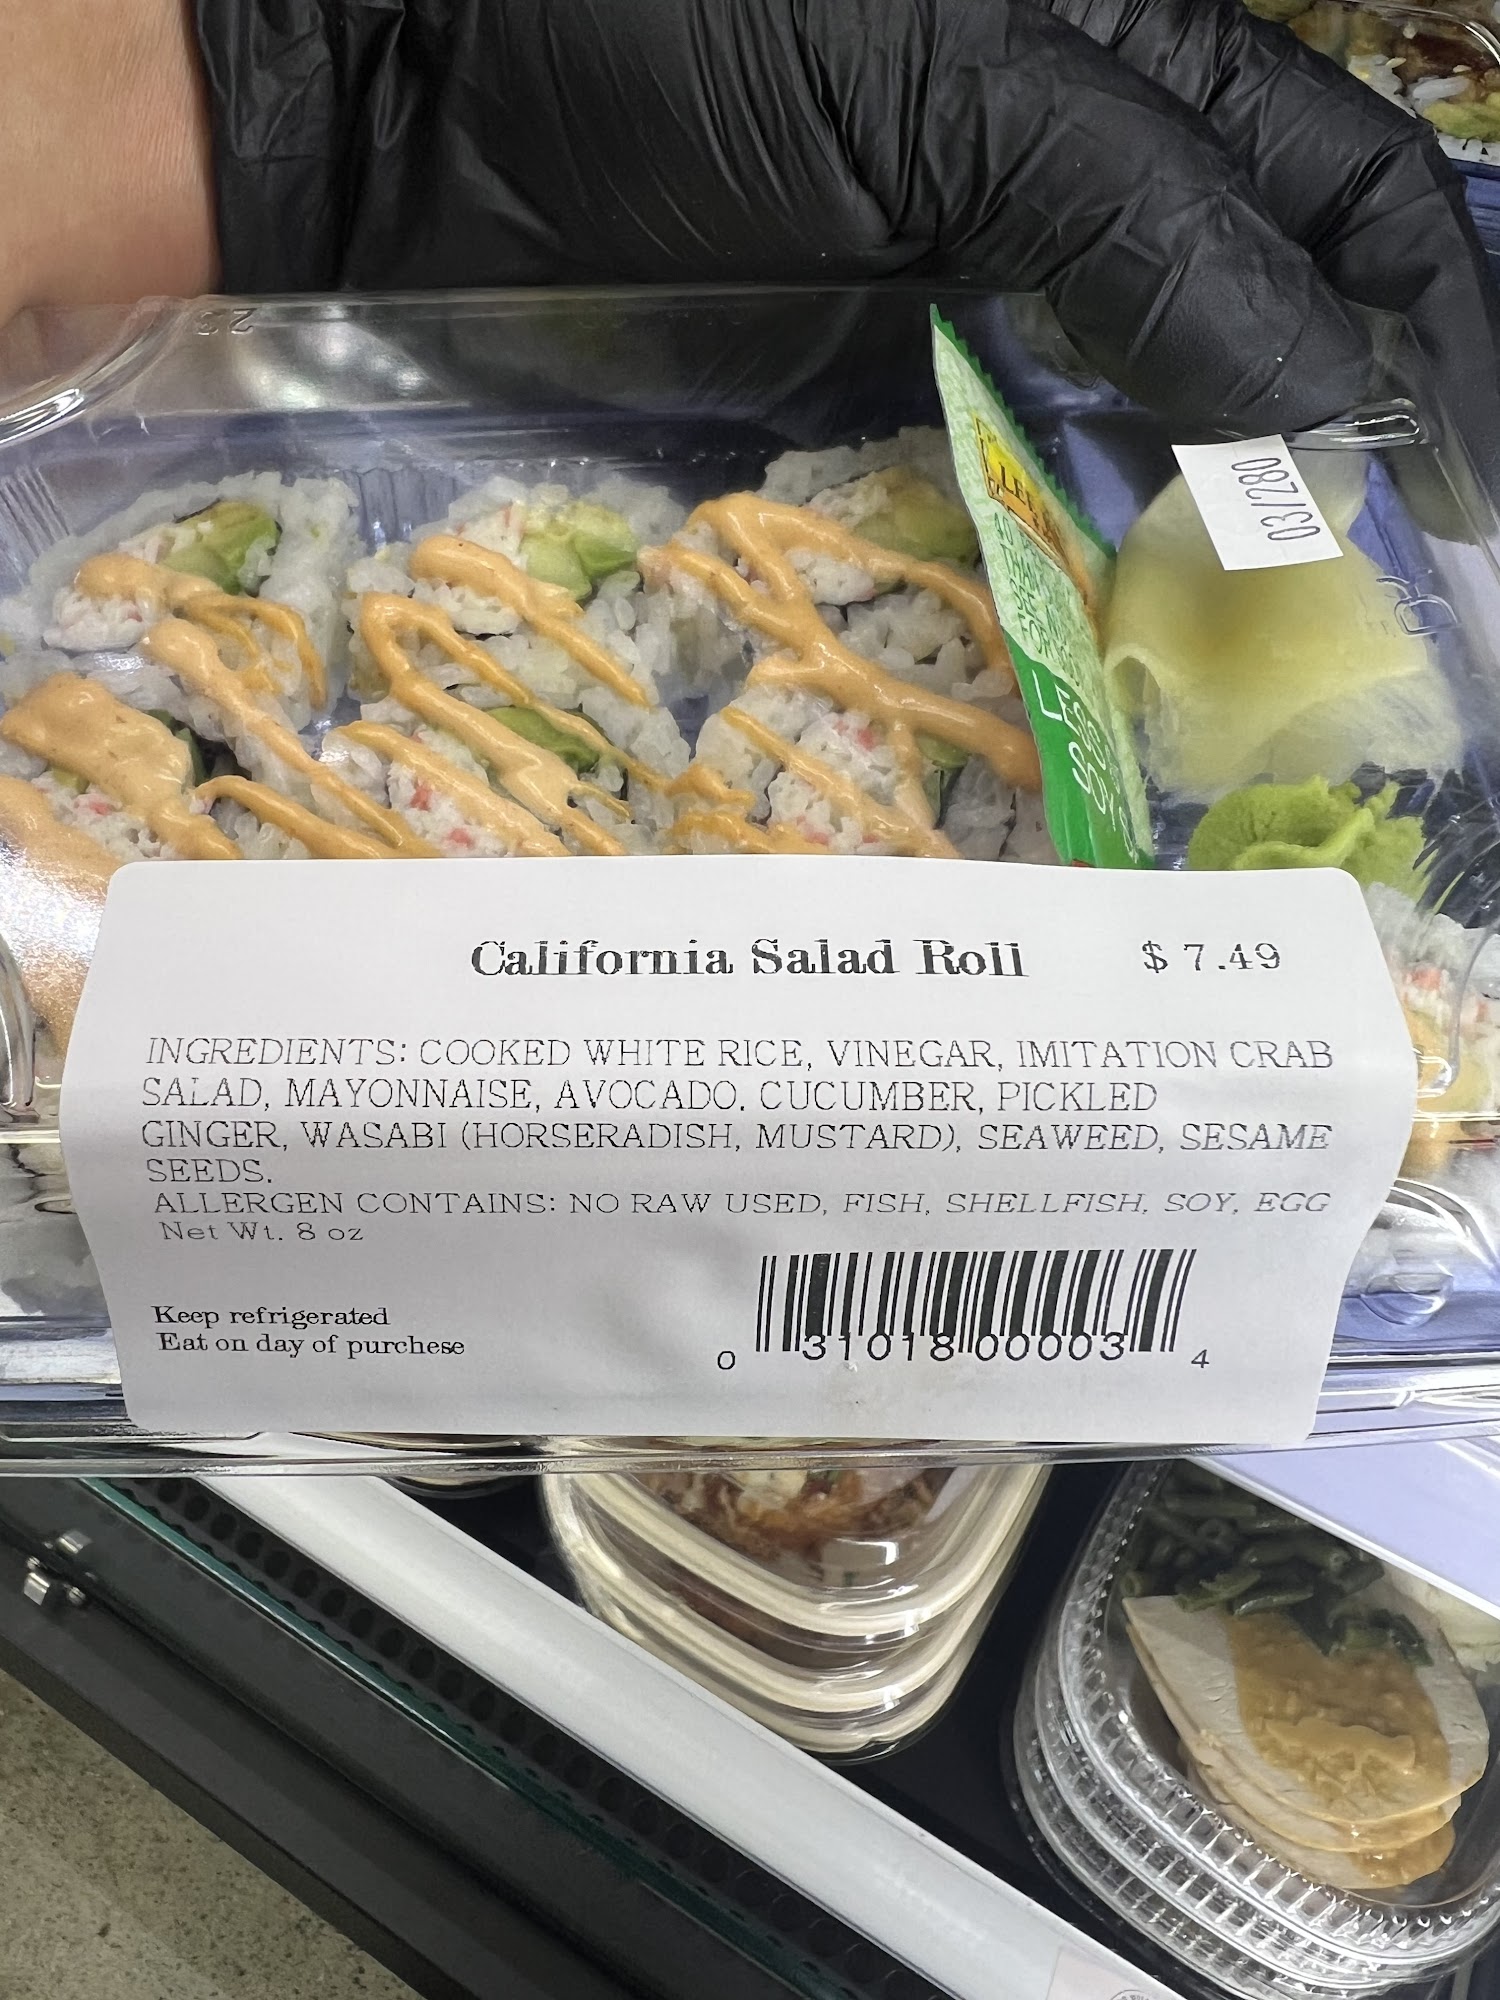 03/280
LESS
California Salad Roll $ 7.49
INGREDIENTS: COOKED WHITE RICE, VINEGAR, IMITATION CRAB
SALAD, MAYONNAISE, AVOCADO. CUCUMBER, PICKLED
GINGER, WASABI (HORSERADISH, MUSTARD), SEAWEED, SESAME
SEEDS.
ALLERGEN CONTAINS: NO RAW USED, FISH, SHELLFISH, SOY, EGG
Net Wt. 8 oz
Keep refrigerated
Eat on day of purchese
0 31018 00003 4